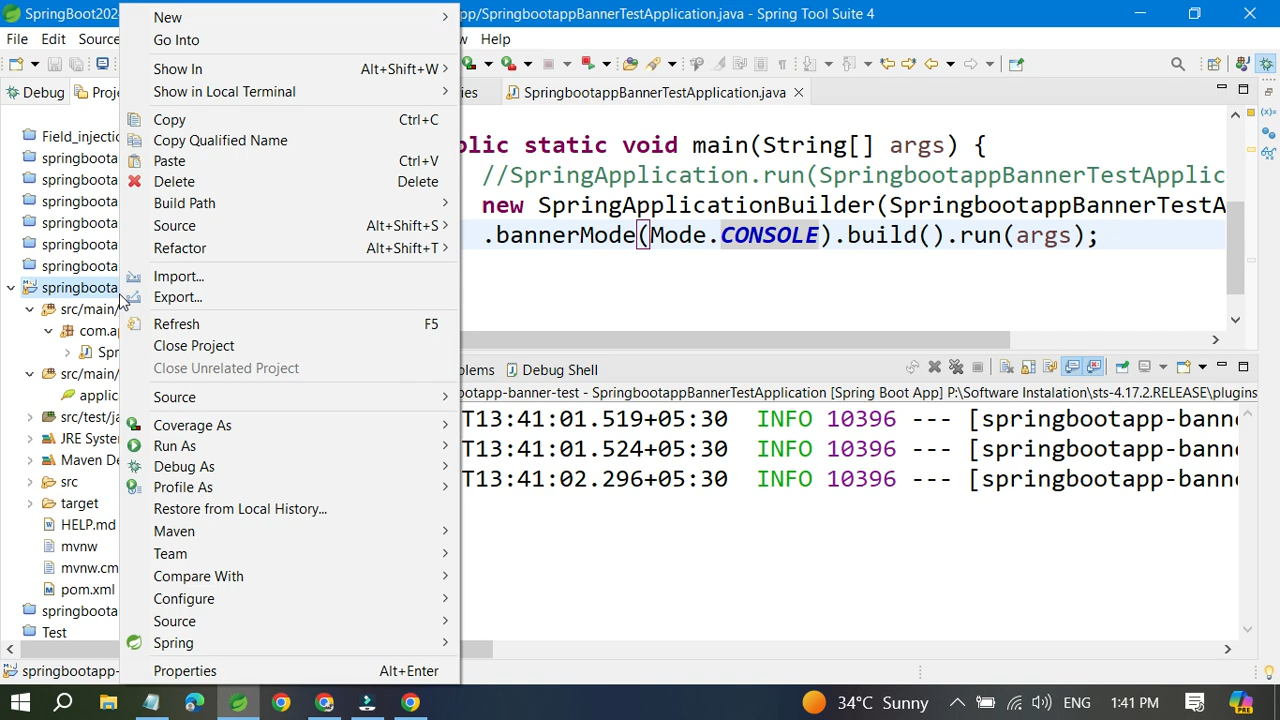 SpringBoot202
app/SpringbootappBannerTestApplication.java - Spring Tool Suite 4
File Edit Source
Help
Debug
Proje
SpringbootappBannerTestApplication.java
Field_injectio
springboota
springboota
springboota
springboota
springboota
springboota
springboota
src/main/
com.ap
Spr
src/main/
applic
src/test/ja
JRE System
Maven De
src
target
HELP.md
mvnw
mvnw.cm
pom.xml
springboota
Test
springbootapp-
New
Go Into
Show In Alt+Shift+W
Show in Local Terminal
Copy Ctrl+C
Copy Qualified Name
Paste Ctrl+V
Delete Delete
Build Path
Source Alt+Shift+S
Refactor Alt+Shift+T
Import...
Export...
Refresh F5
Close Project
Close Unrelated Project
Source
Coverage As
Run As
Debug As
Profile As
Restore from Local History...
Maven
Team
Compare With
Configure
Source
Spring
Properties Alt+Enter
blic static void main(String[] args) {
//SpringApplication.run(SpringbootappBannerTestApplic
new SpringApplicationBuilder(SpringbootappBannerTestA
.bannerMode(Mode.CONSOLE).build().run(args);
blems
Debug Shell
ootapp-banner-test - SpringbootappBannerTestApplication [Spring Boot App] P:\Software Instalation\sts-4.17.2.RELEASE\plugins
T13:41:01.519+05:30 INFO 10396 --- [springbootapp-banne
T13:41:01.524+05:30 INFO 10396 --- [springbootapp-banne
T13:41:02.296+05:30 INFO 10396 --- [springbootapp-banne
34°C Sunny
ENG
1:41 PM
PRE